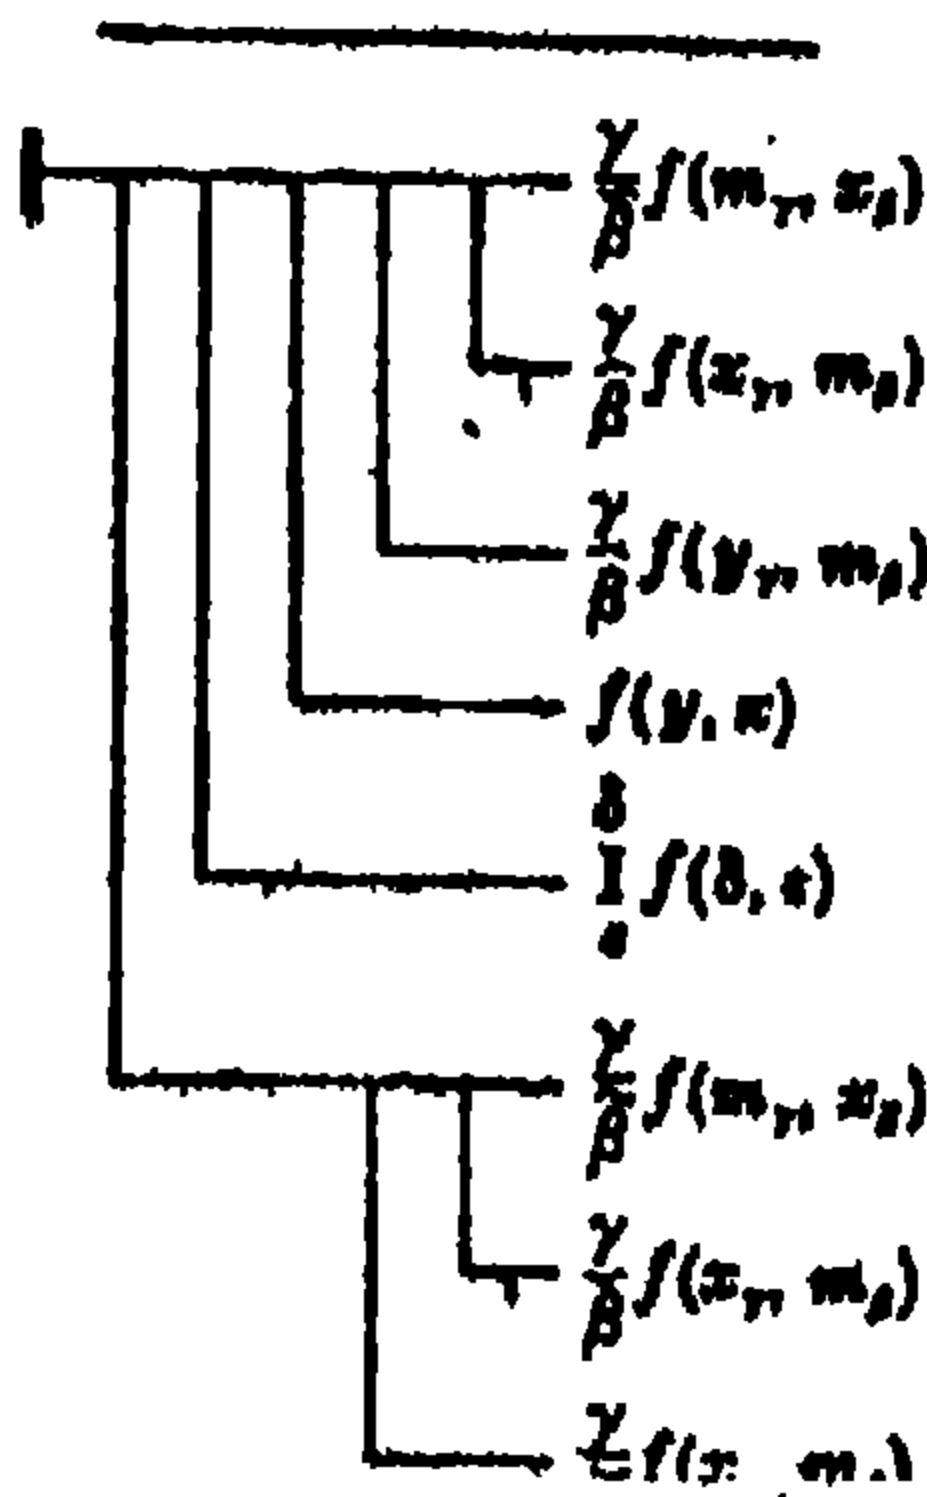 γ/β f(m_γ, x_β)
γ/β f(x_γ, m_β)
γ/β f(y_γ, m_β)
f(y, x)
δ
I f(δ, ε)
ε
γ/β f(m_γ, x_β)
γ/β f(x_γ, m_β)